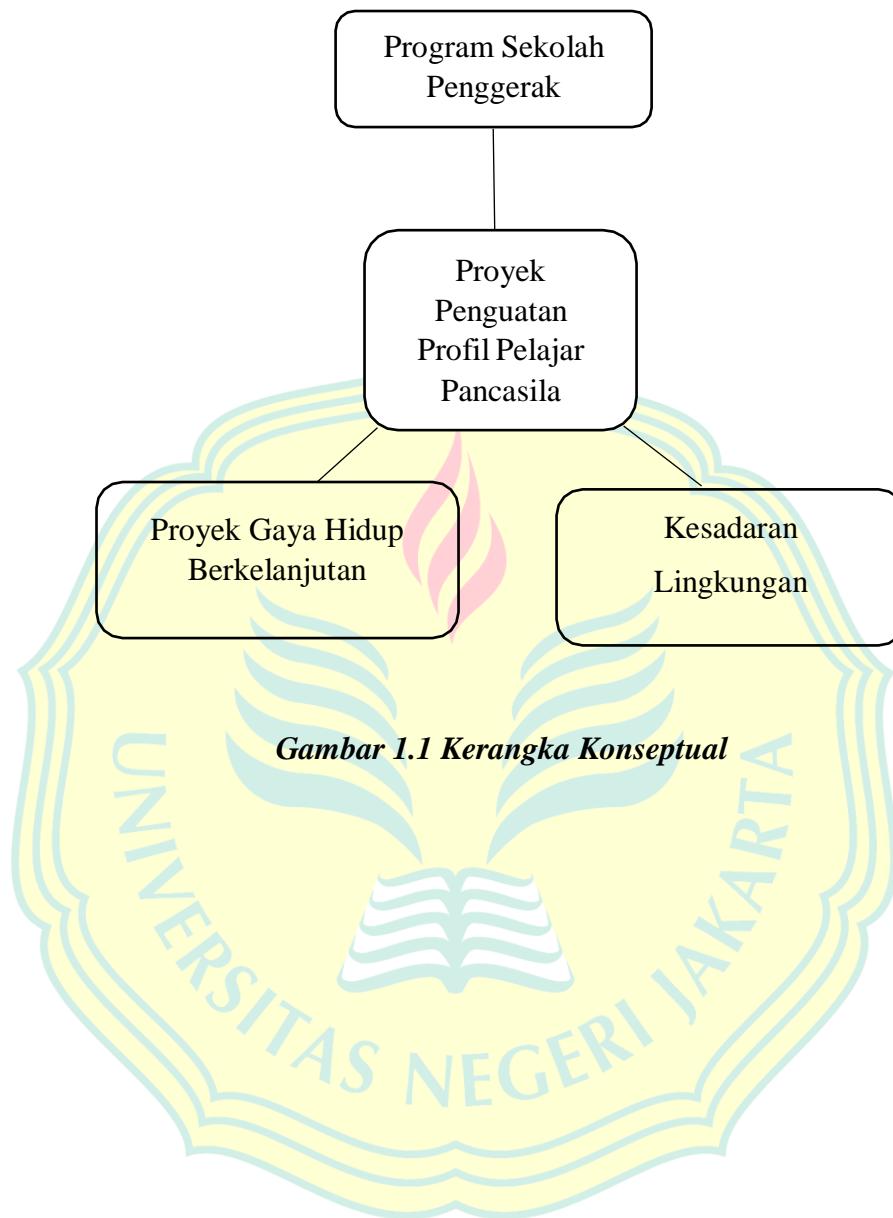 Program Sekolah
Penggerak
Proyek
Penguatan
Profil Pelajar
Pancasila
Proyek Gaya Hidup
Berkelanjutan
Kesadaran
Lingkungan
Gambar 1.1 Kerangka Konseptual
UNIVERSITAS NEGERI JAKARTA